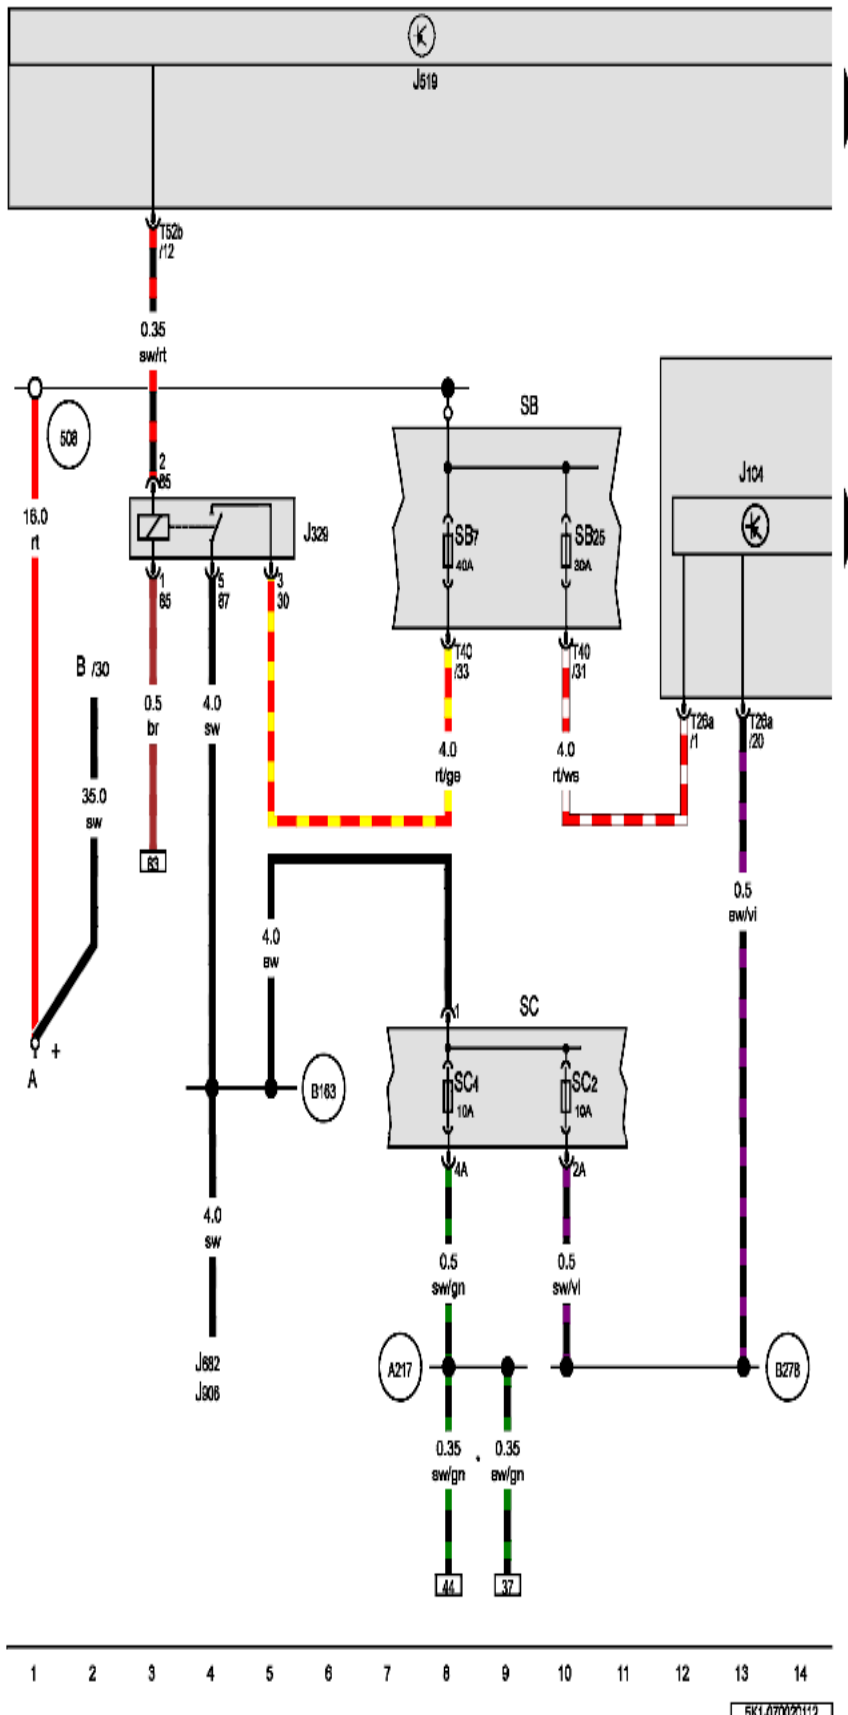 J519
T52b
/12
0.35
sw/rt
508
2
85
SB
J104
16.0
rt
J329
SB7
40A
SB25
30A
1
85
5
87
3
30
B /30
T40
/33
T40
/31
T26a
/1
T26a
/20
0.5
br
4.0
sw
4.0
rt/ge
4.0
rt/ws
35.0
sw
63
0.5
sw/vi
4.0
sw
1
SC
A
+
B163
SC4
10A
SC2
10A
4A
2A
4.0
sw
0.5
sw/gn
0.5
sw/vi
J682
J906
A217
B278
0.35
sw/gn
*
0.35
sw/gn
44
37
1 2 3 4 5 6 7 8 9 10 11 12 13 14
5K1-070020112